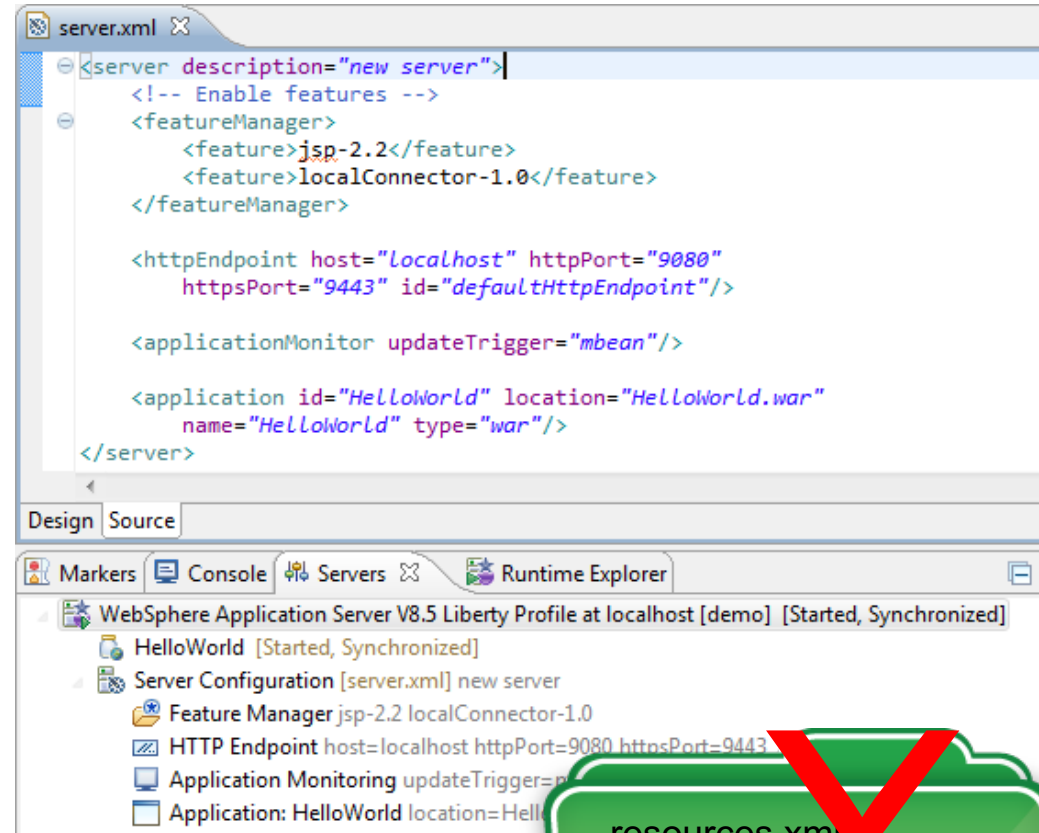 server.xml
<server description="new server">
<!-- Enable features -->
<featureManager>
<feature>jsp-2.2</feature>
<feature>localConnector-1.0</feature>
</featureManager>
<httpEndpoint host="localhost" httpPort="9080"
httpsPort="9443" id="defaultHttpEndpoint"/>
<applicationMonitor updateTrigger="mbean"/>
<application id="HelloWorld" location="HelloWorld.war"
name="HelloWorld" type="war"/>
</server>
Design Source
Markers Console Servers Runtime Explorer
WebSphere Application Server V8.5 Liberty Profile at localhost [demo] [Started, Synchronized]
HelloWorld [Started, Synchronized]
Server Configuration [server.xml] new server
Feature Manager jsp-2.2 localConnector-1.0
HTTP Endpoint host=localhost httpPort=9080 httpsPort=9443
Application Monitoring updateTrigger=
Application: HelloWorld location=Hell
resources.xml